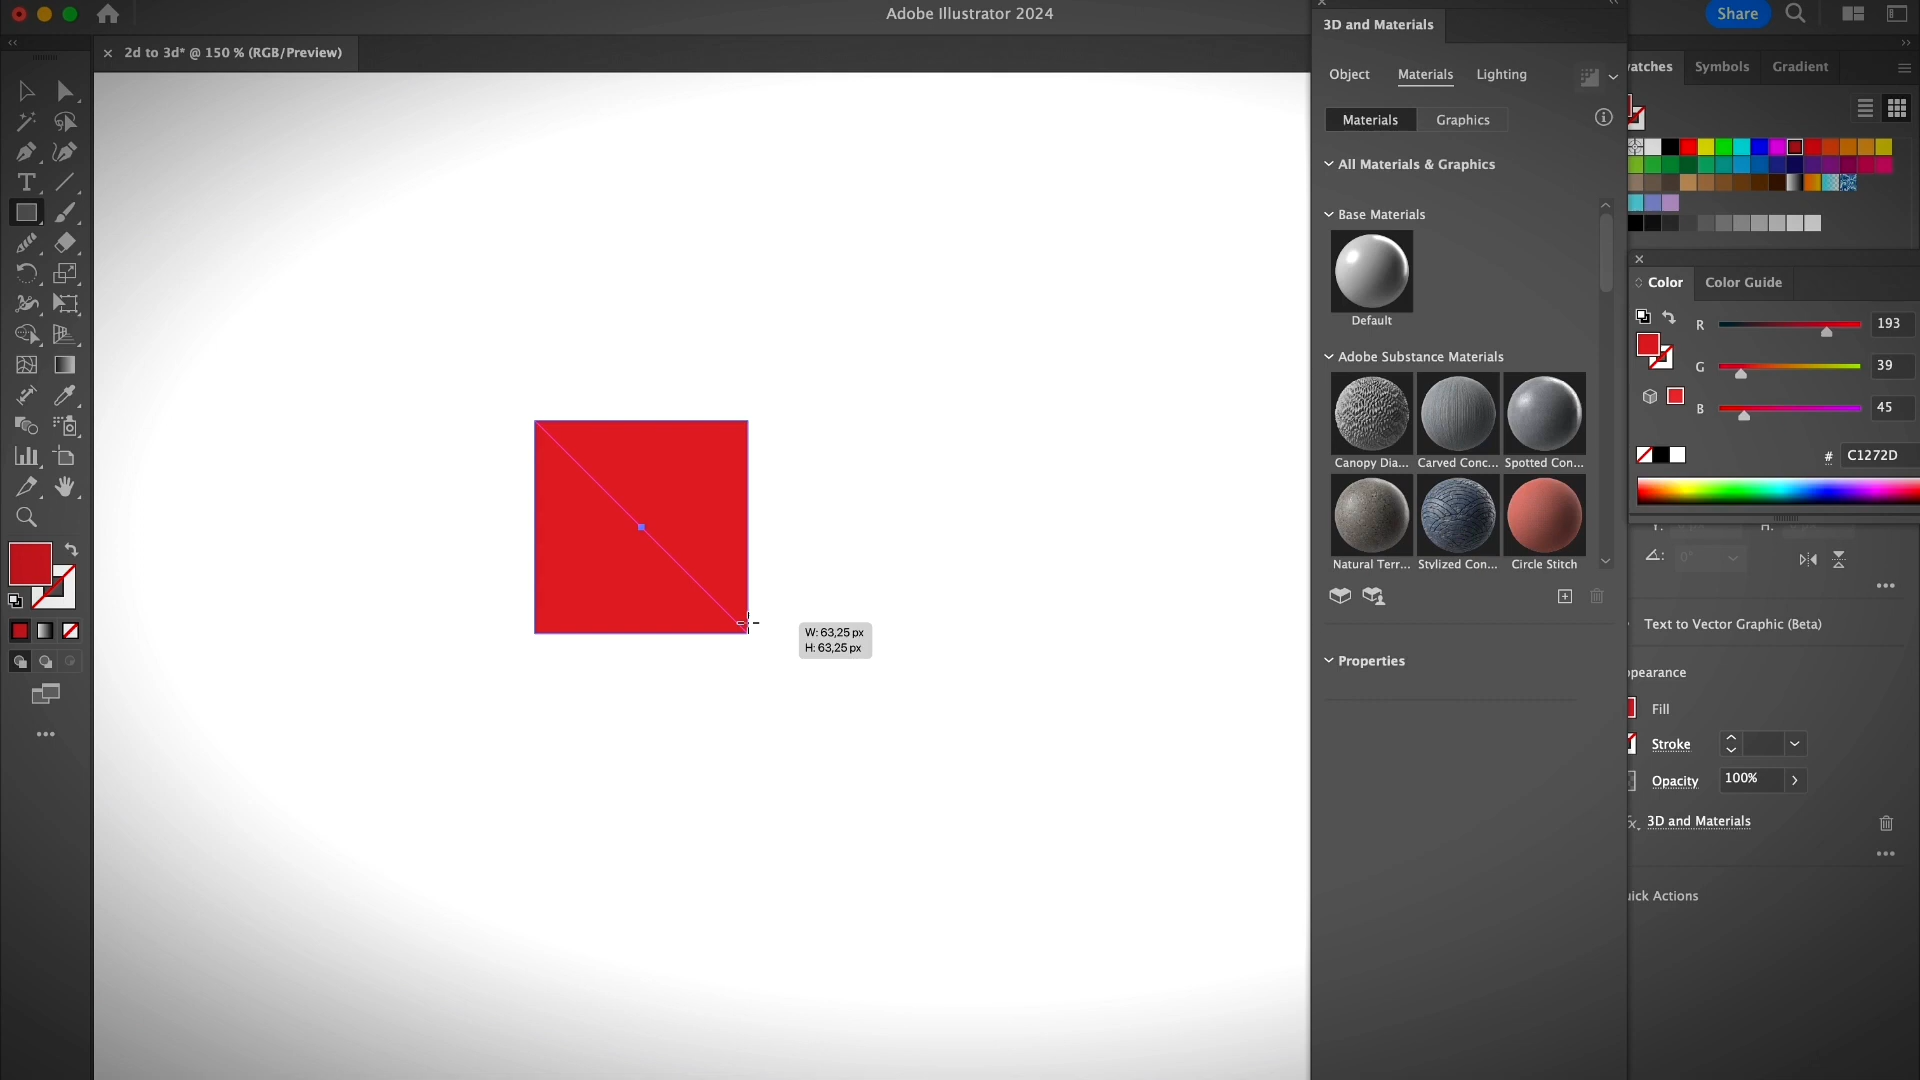 Adobe Illustrator 2024
Share
2d to 3d* @ 150 % (RGB/Preview)
3D and Materials
Object
Materials
Lighting
Materials
Graphics
All Materials & Graphics
Base Materials
Default
Adobe Substance Materials
Canopy Dia...
Carved Conc...
Spotted Con...
Natural Terr...
Stylized Con...
Circle Stitch
Properties
W: 63,25 px
H: 63,25 px
atches
Symbols
Gradient
Color
Color Guide
R
193
G
39
B
45
#
C1272D
0°
Text to Vector Graphic (Beta)
ppearance
Fill
Stroke
Opacity
100%
3D and Materials
uick Actions